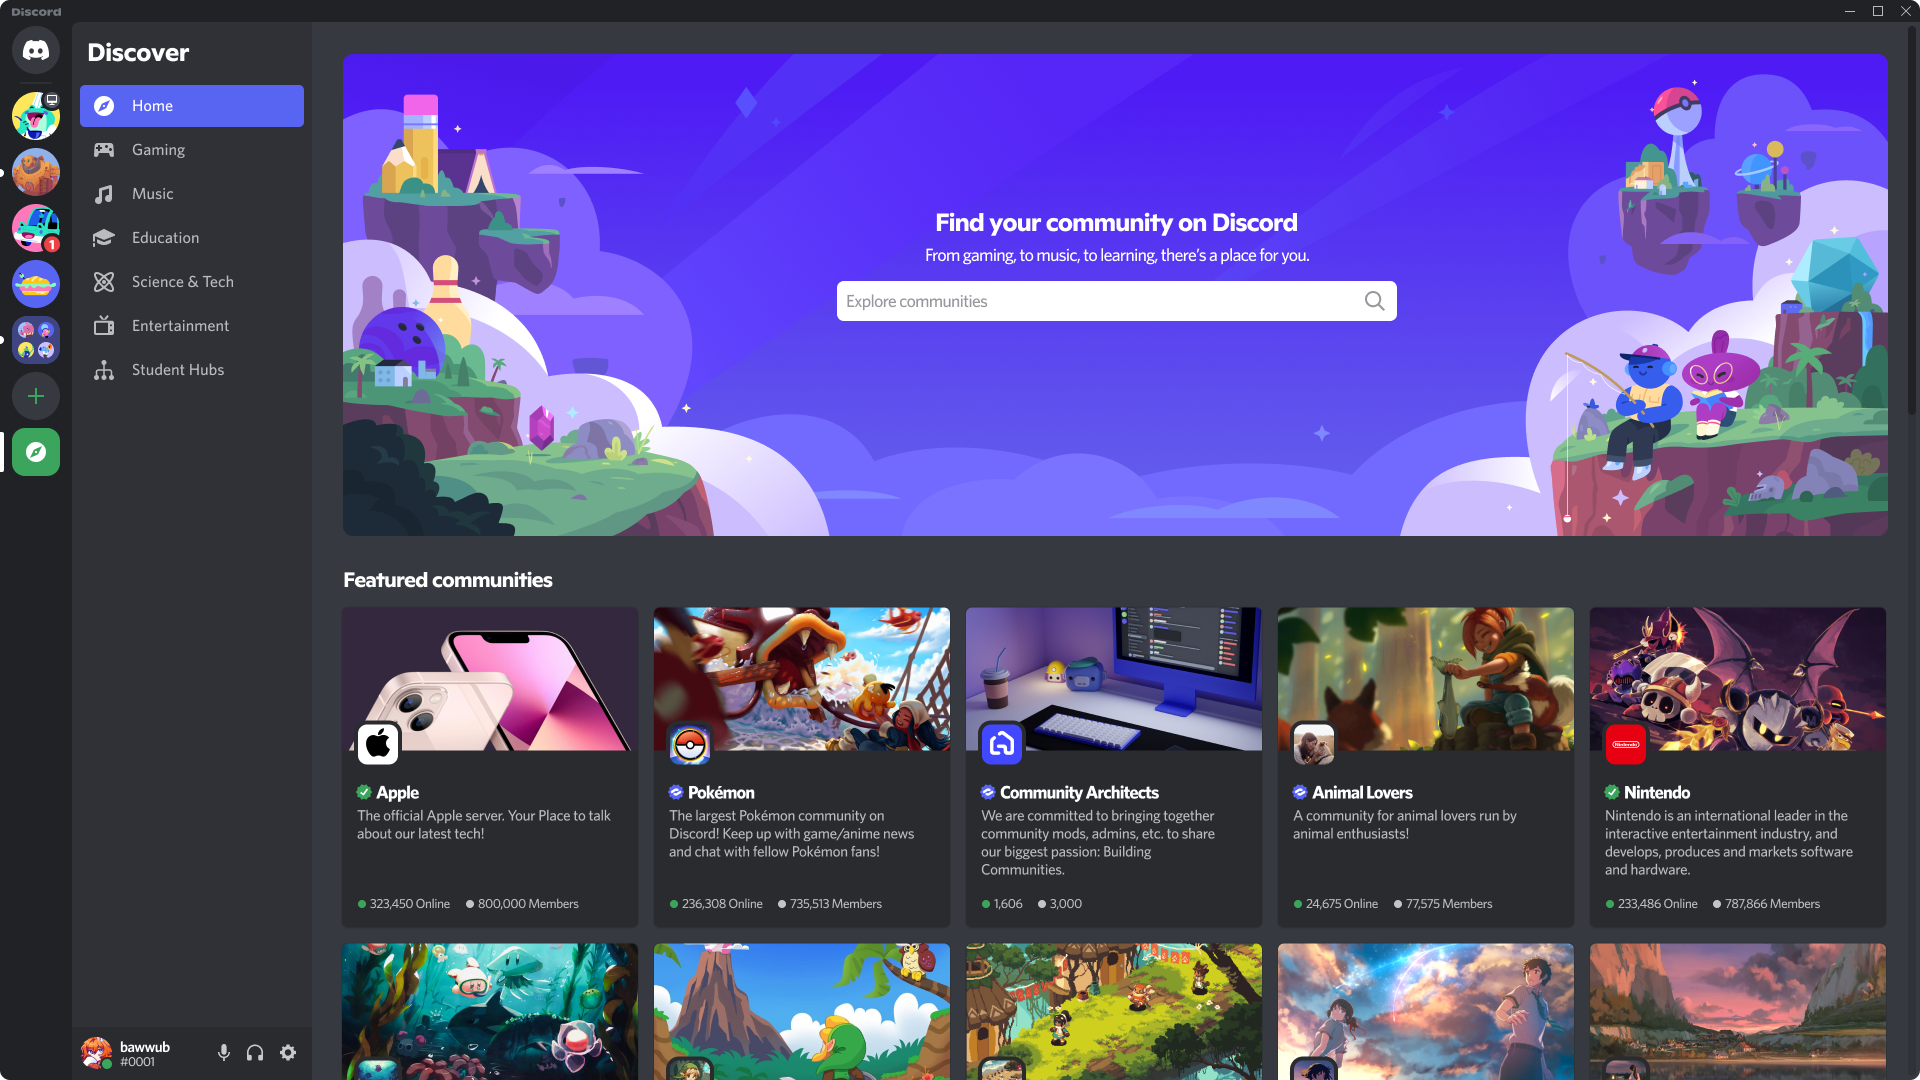 Discord
Discover
Home
Gaming
Music
Education
Science & Tech
Entertainment
Student Hubs
1
bawwub
#0001
Find your community on Discord
From gaming, to music, to learning, there's a place for you.
Explore communities
Featured communities
Apple
The official Apple server. Your Place to talk
about our latest tech!
323,450 Online 800,000 Members
Pokémon
The largest Pokémon community on
Discord! Keep up with game/anime news
and chat with fellow Pokémon fans!
236,308 Online 735,513 Members
Community Architects
We are committed to bringing together
community mods, admins, etc. to share
our biggest passion: Building
Communities.
1,606 3,000
Animal Lovers
A community for animal lovers run by
animal enthusiasts!
24,675 Online 77,575 Members
Nintendo
Nintendo
Nintendo is an international leader in the
interactive entertainment industry, and
develops, produces and markets software
and hardware.
233,486 Online 787,866 Members